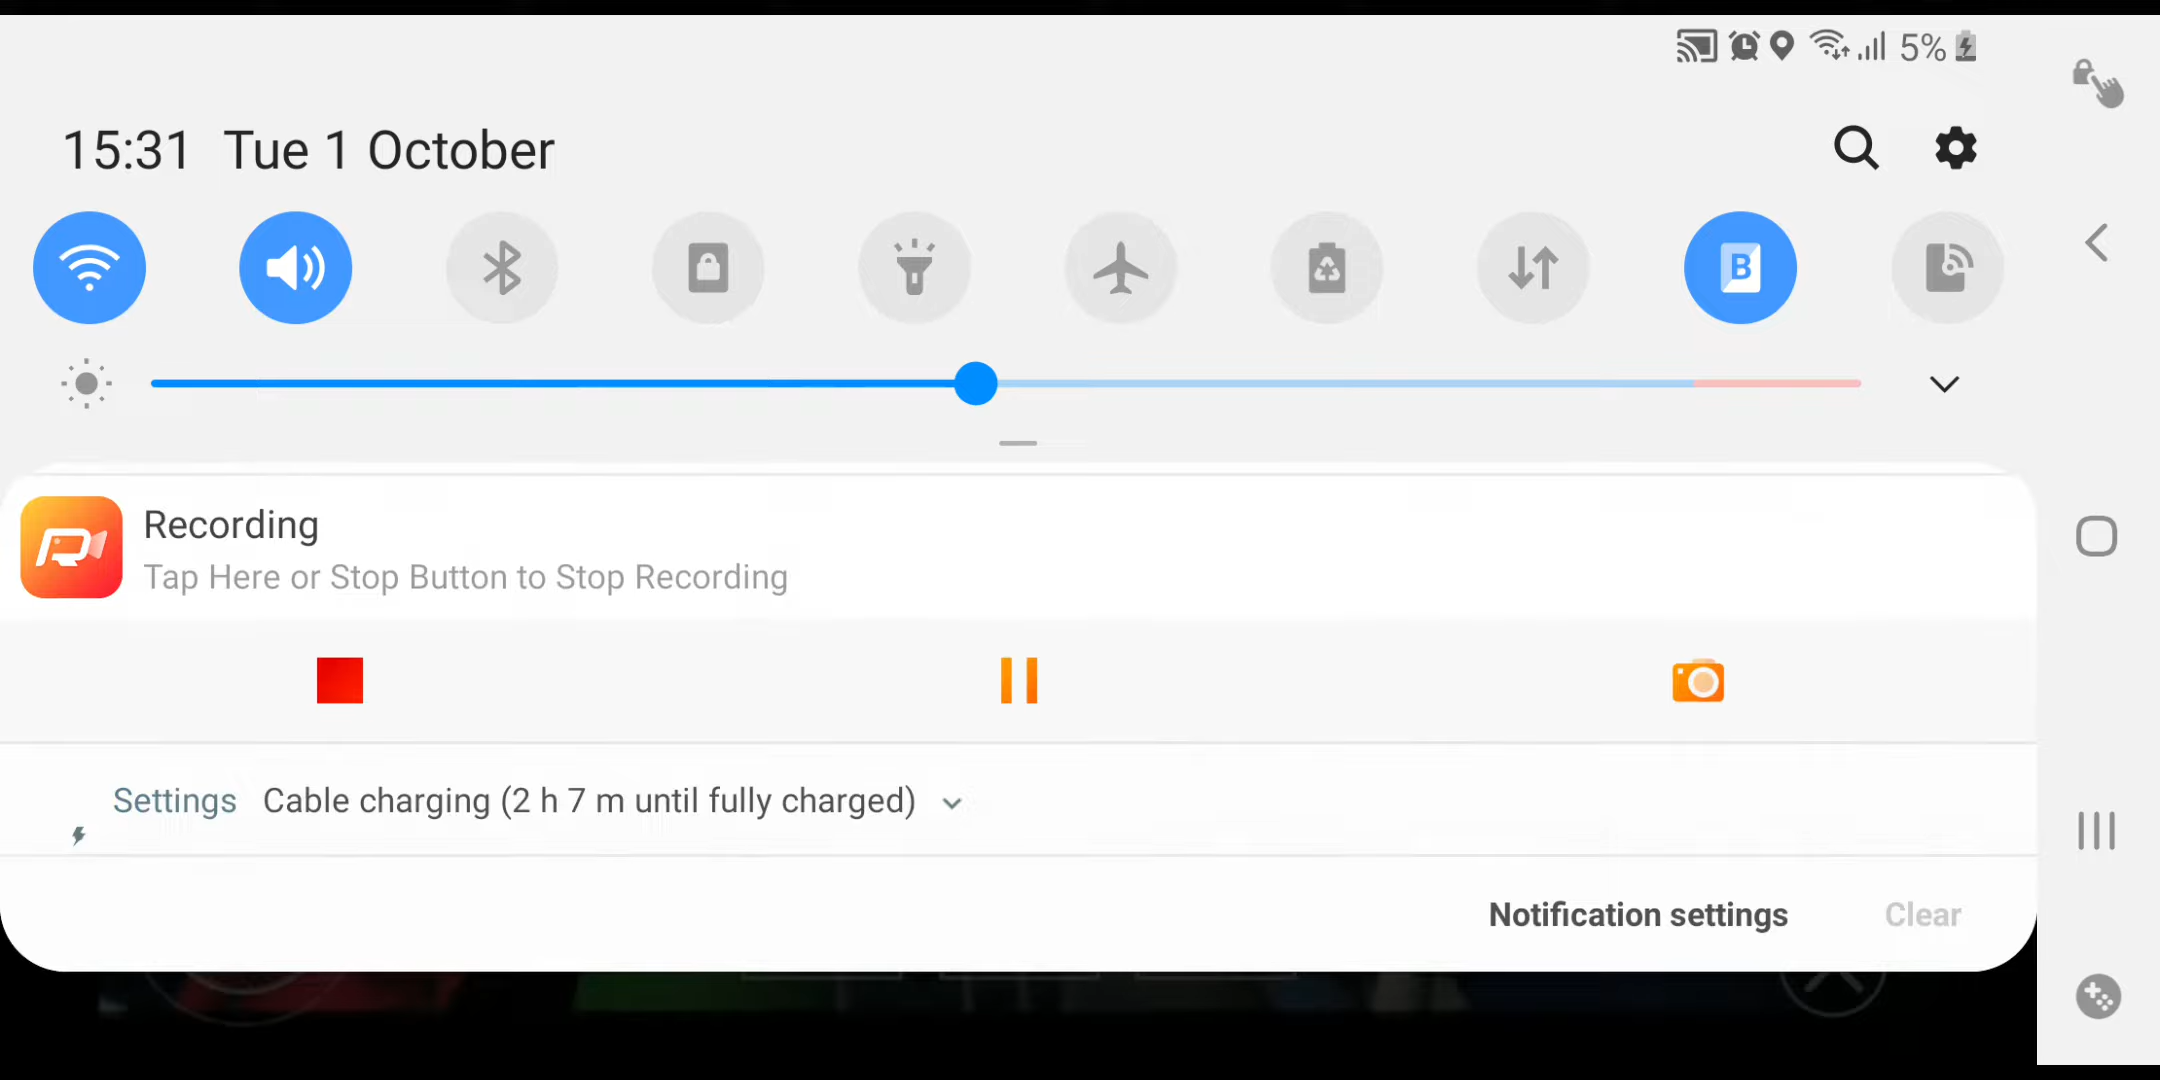 5%
15:31 Tue 1 October
B
Recording
Tap Here or Stop Button to Stop Recording
Settings Cable charging (2 h 7 m until fully charged)
Notification settings Clear